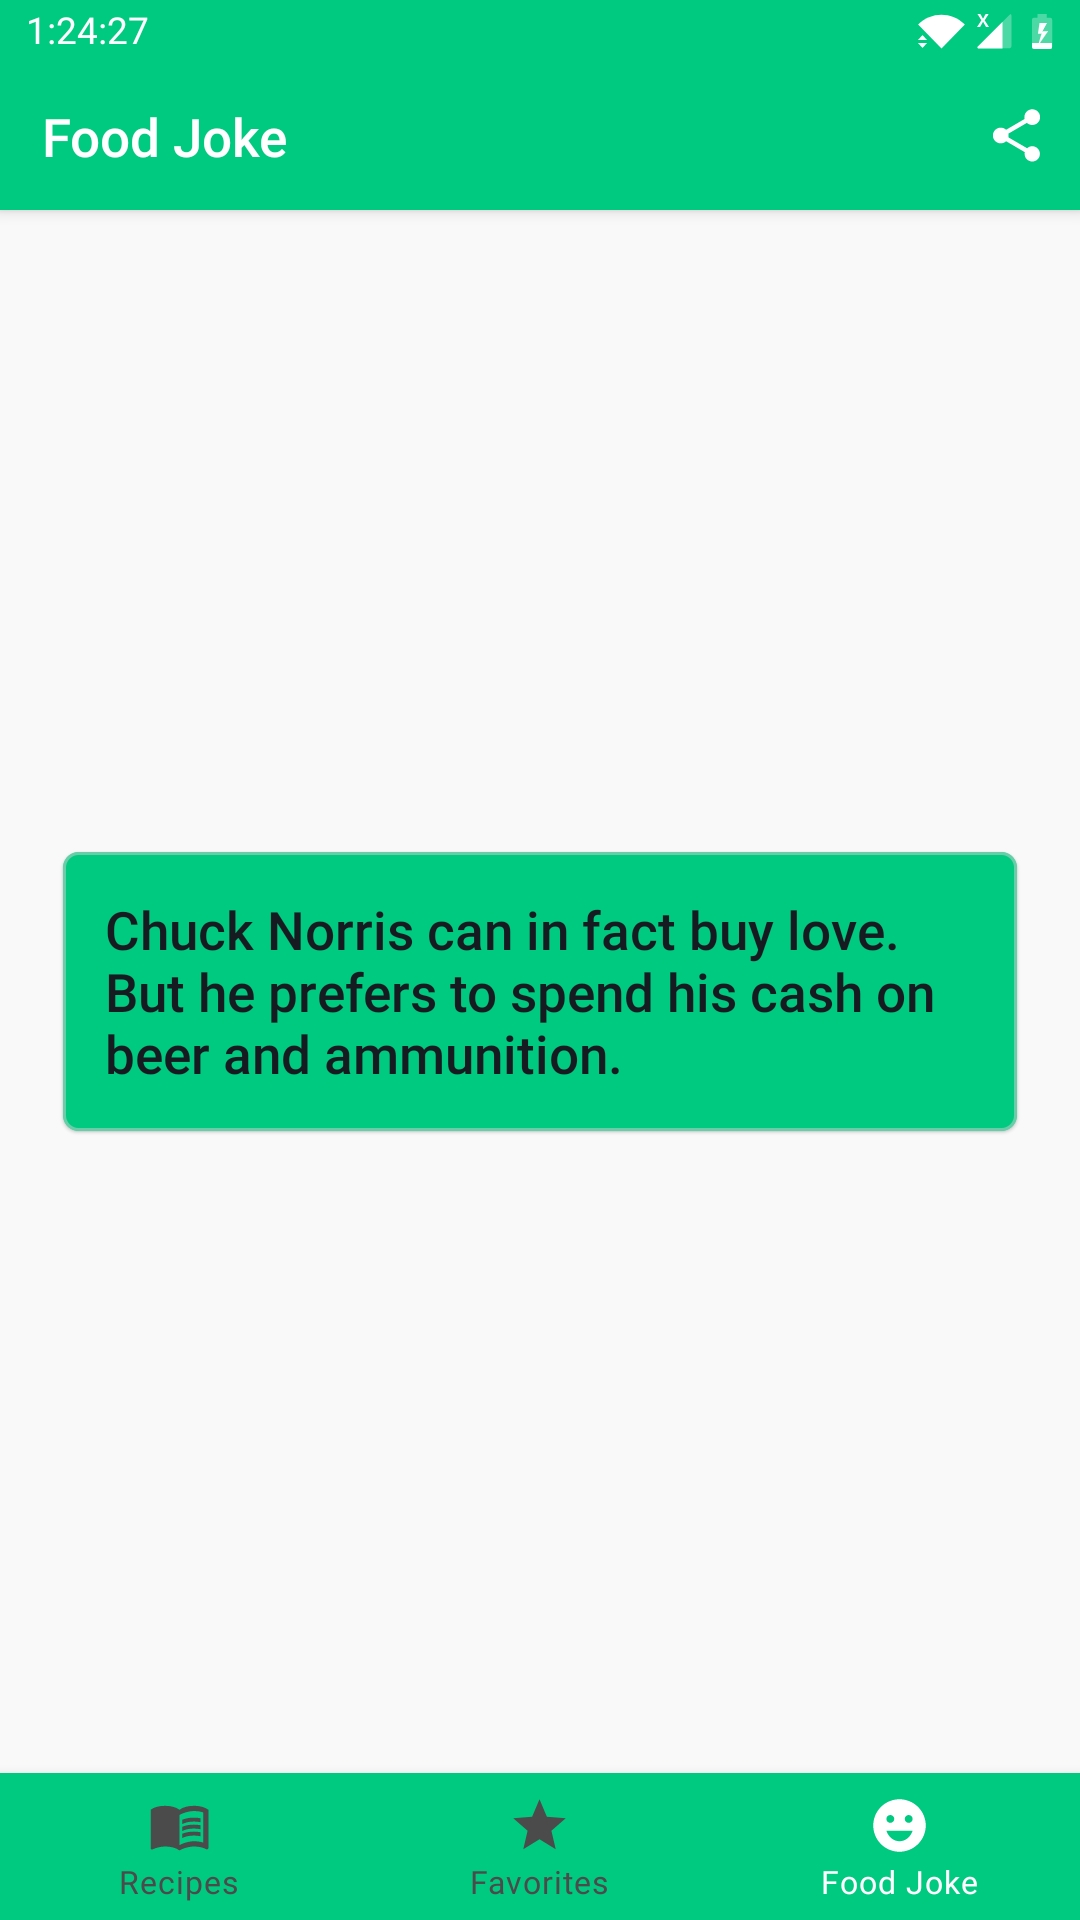 1:24:27
Food Joke
Chuck Norris can in fact buy love.
But he prefers to spend his cash on
beer and ammunition.
Recipes
Favorites
Food Joke